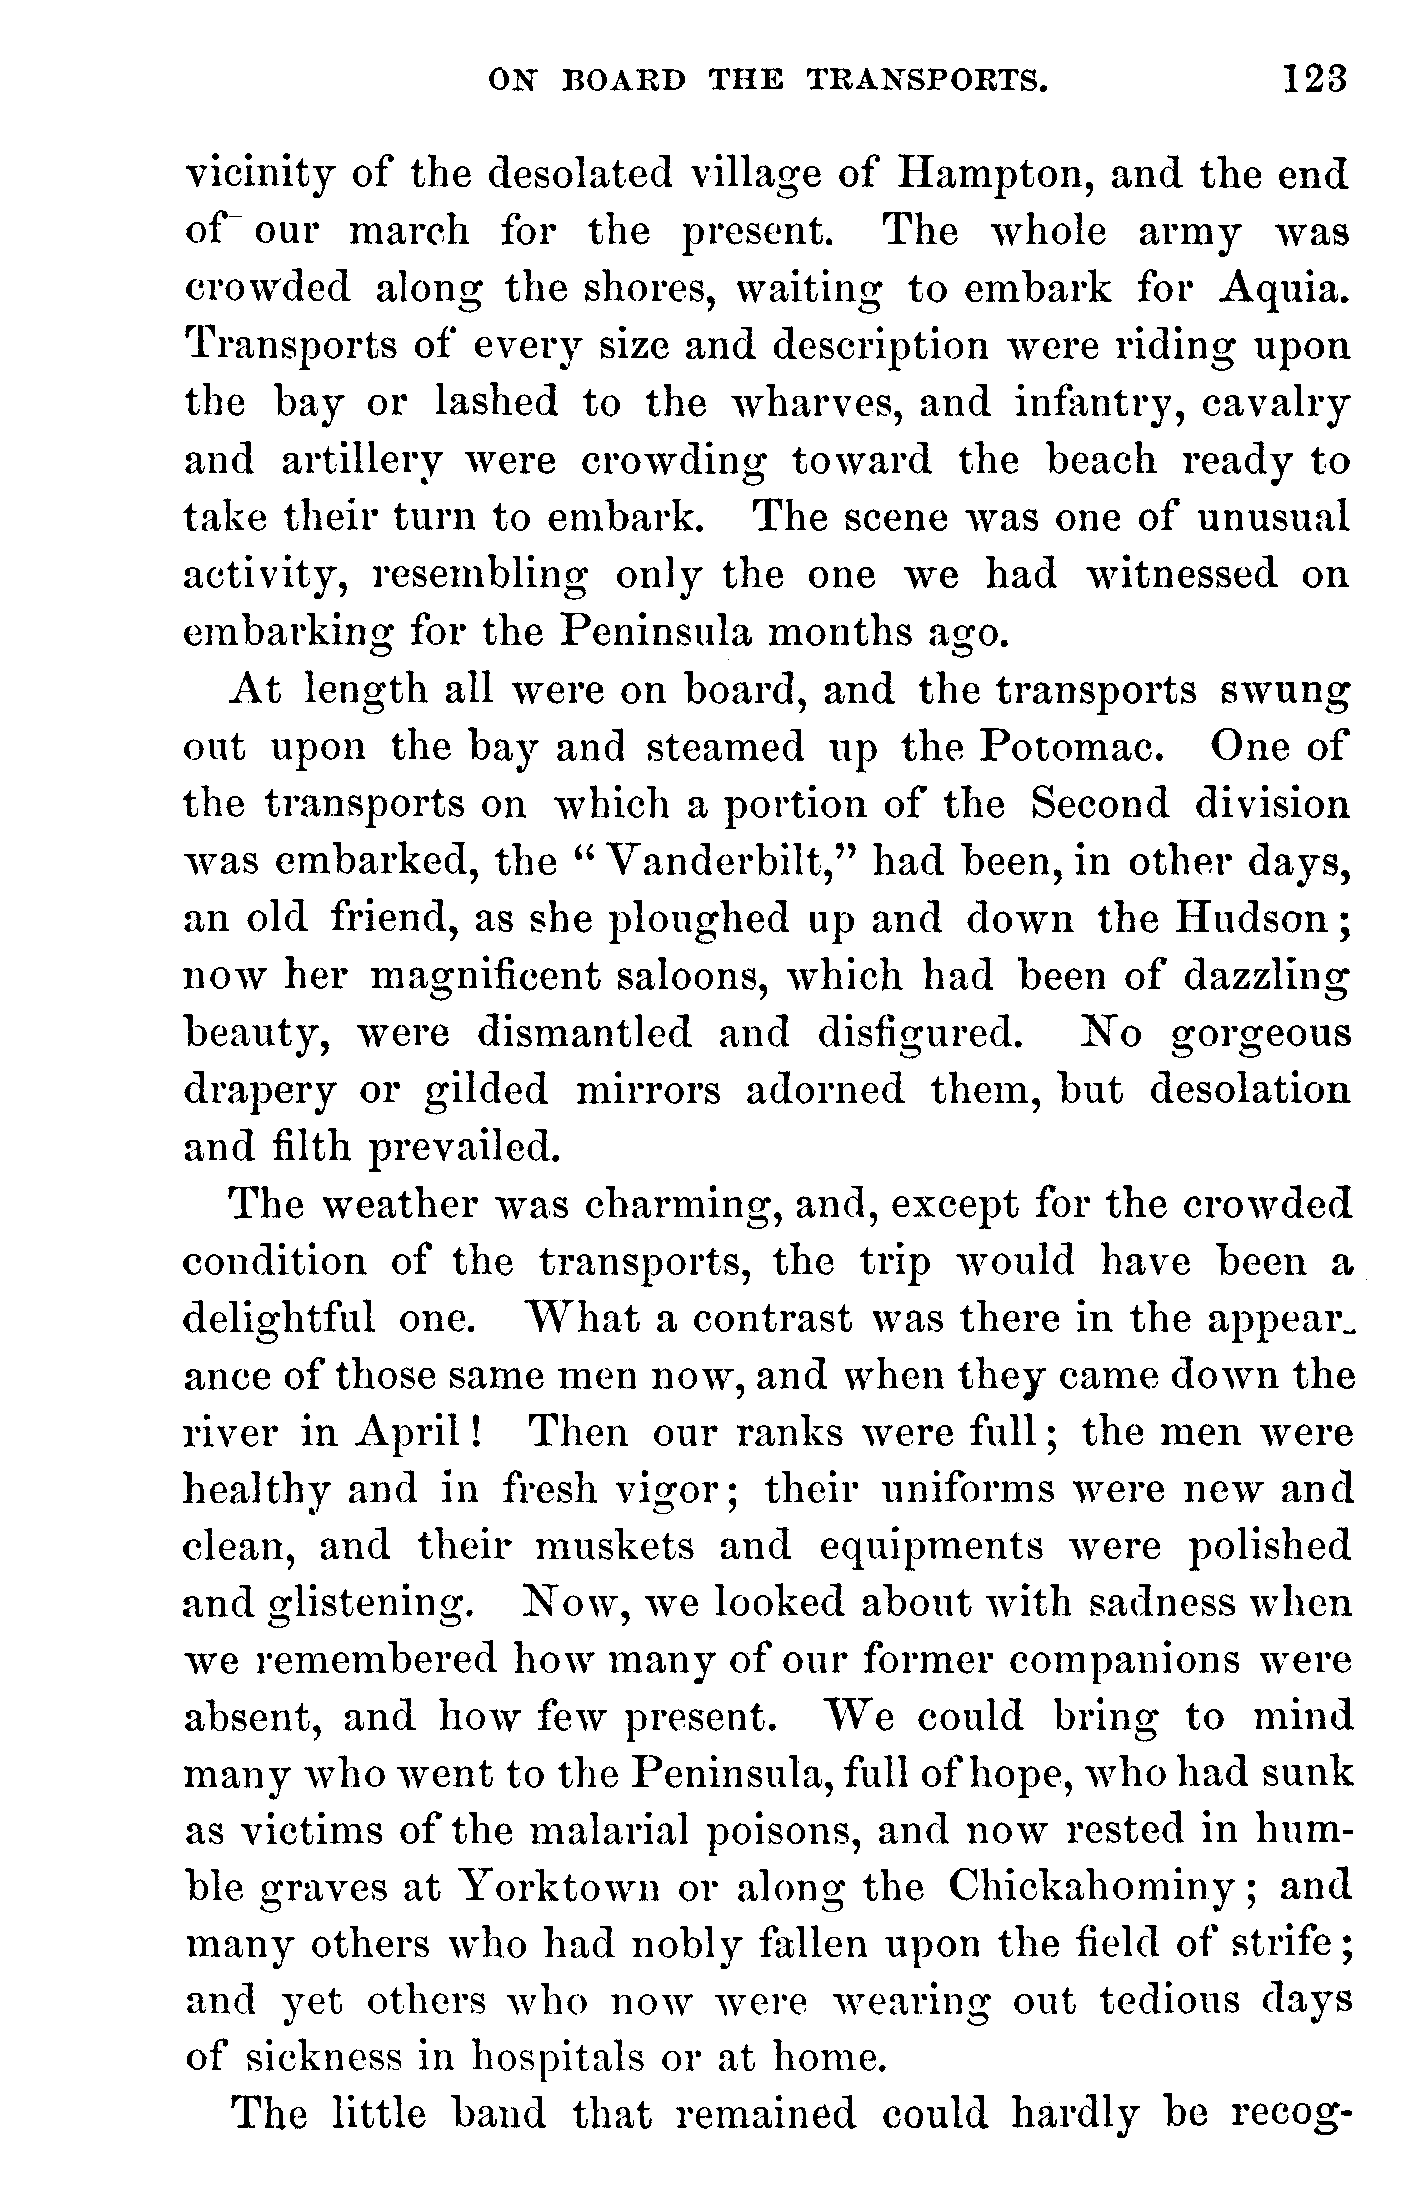 ON BOARD THE TRANSPORTS. 123
vicinity of the desolated village of Hampton, and the end
of our march for the present. The whole army was
crowded along the shores, waiting to embark for Aquia.
Transports of every size and description were riding upon
the bay or lashed to the wharves, and infantry, cavalry
and artillery were crowding toward the beach ready to
take their turn to embark. The scene was one of unusual
activity, resembling only the one we had witnessed on
embarking for the Peninsula months ago.
At length all were on board, and the transports swung
out upon the bay and steamed up the Potomac. One of
the transports on which a portion of the Second division
was embarked, the “ Vanderbilt,” had been, in other days,
an old friend, as she ploughed up and down the Hudson ;
now her magnificent saloons, which had been of dazzling
beauty, were dismantled and disfigured. No gorgeous
drapery or gilded mirrors adorned them, but desolation
and filth prevailed.
The weather was charming, and, except for the crowded
condition of the transports, the trip would have been a
delightful one. What a contrast was there in the appear-
ance of those same men now, and when they came down the
river in April ! Then our ranks were full ; the men were
healthy and in fresh vigor ; their uniforms were new and
clean, and their muskets and equipments were polished
and glistening. Now, we looked about with sadness when
we remembered how many of our former companions were
absent, and how few present. We could bring to mind
many who went to the Peninsula, full of hope, who had sunk
as victims of the malarial poisons, and now rested in hum-
ble graves at Yorktown or along the Chickahominy ; and
many others who had nobly fallen upon the field of strife ;
and yet others who now were wearing out tedious days
of sickness in hospitals or at home.
The little band that remained could hardly be recog-